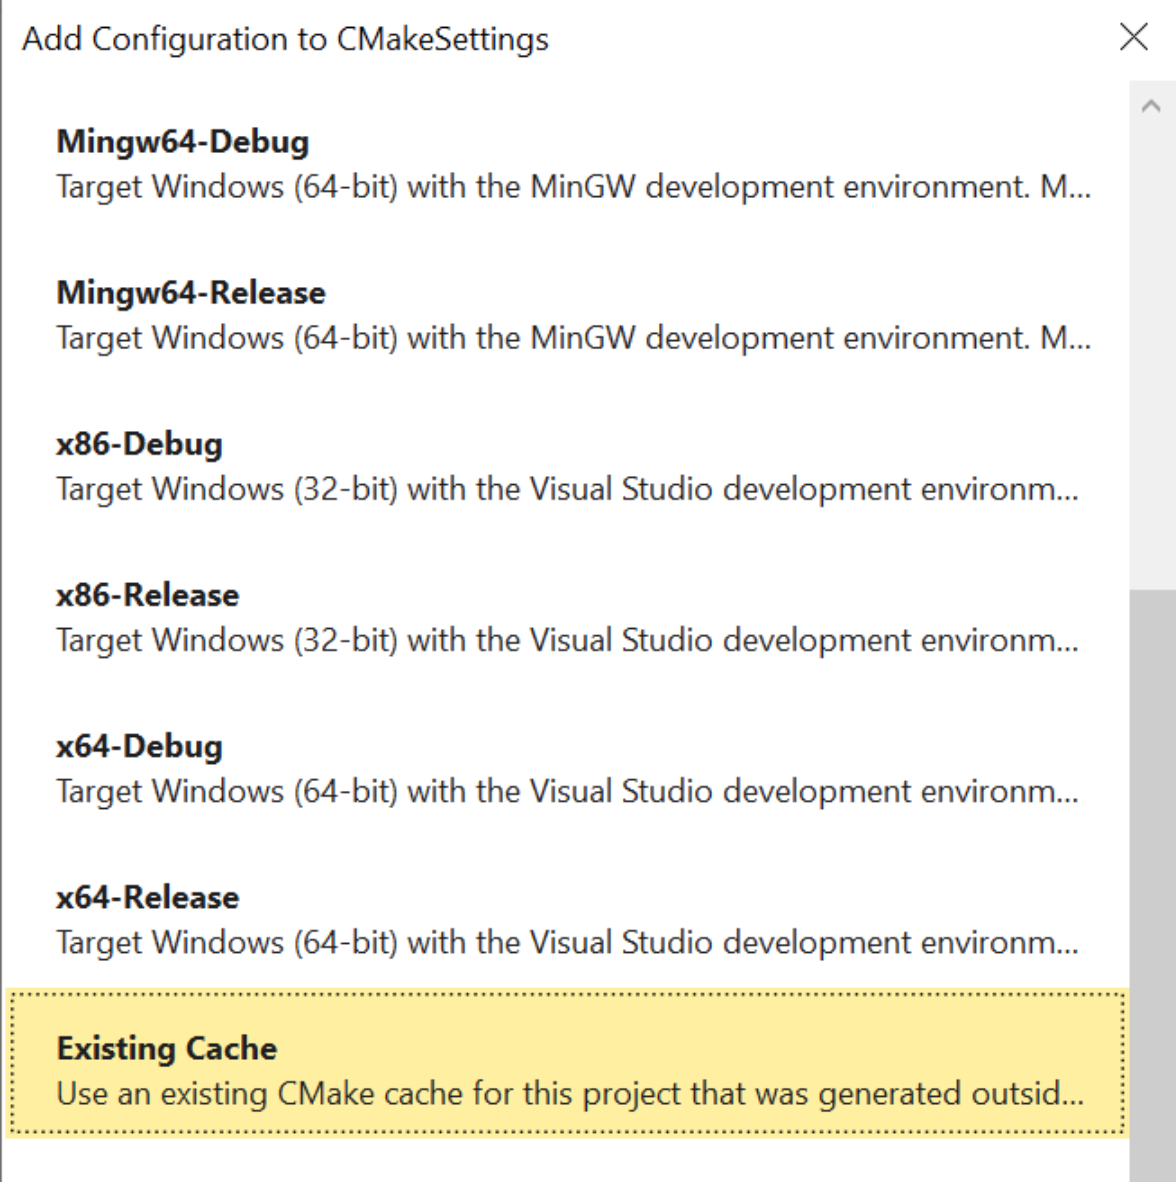 Add Configuration to CMakeSettings
Mingw64-Debug
Target Windows (64-bit) with the MinGW development environment. M...
Mingw64-Release
Target Windows (64-bit) with the MinGW development environment. M...
x86-Debug
Target Windows (32-bit) with the Visual Studio development environm...
x86-Release
Target Windows (32-bit) with the Visual Studio development environm...
x64-Debug
Target Windows (64-bit) with the Visual Studio development environm...
x64-Release
Target Windows (64-bit) with the Visual Studio development environm...
Existing Cache
Use an existing CMake cache for this project that was generated outsid...